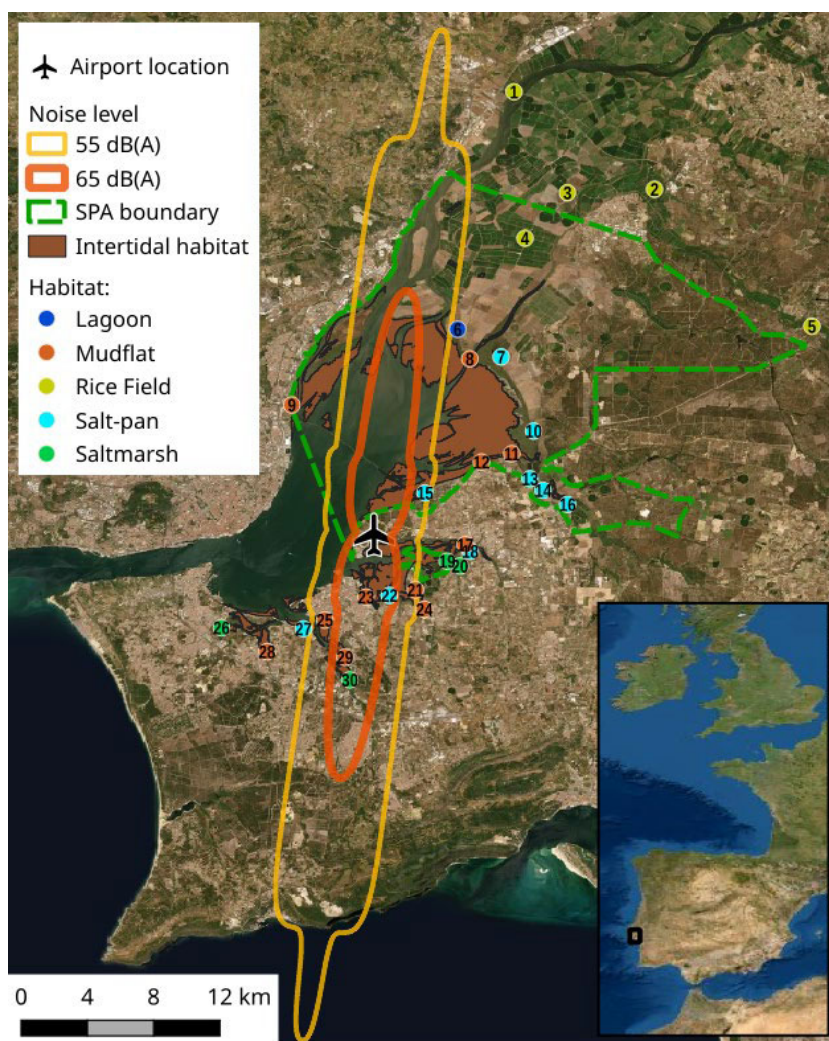 Airport location
Noise level
55 dB(A)
65 dB(A)
SPA boundary
Intertidal habitat
Habitat:
Lagoon
Mudflat
Rice Field
Salt-pan
Saltmarsh
1
2
3
4
5
6
7
8
9
10
11
12
13
14
15
16
17
18
19
20
21
22
23
24
25
26
27
28
29
30
0 4 8 12 km